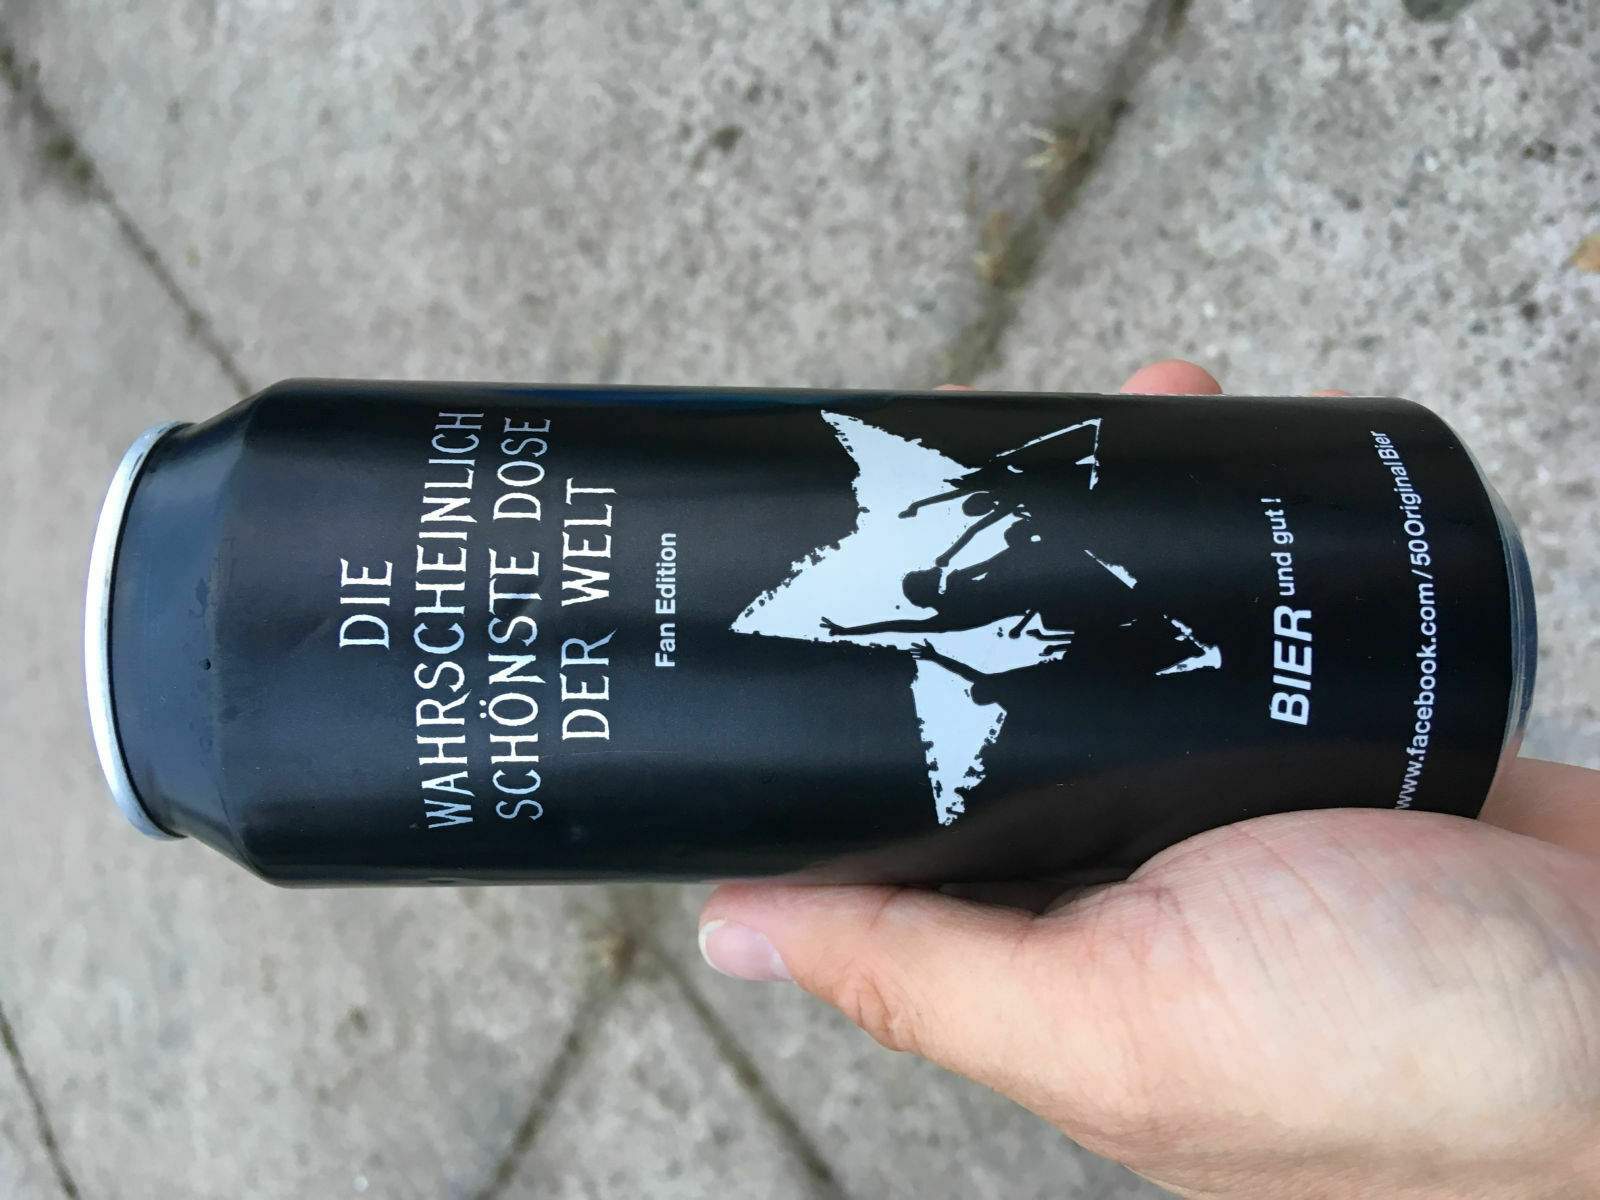 DIE
WAHRSCHEINLICH
SCHÖNSTE DOSE
DER WELT
Fan Edition
BIER und gut !
www.facebook.com/50OriginalBier